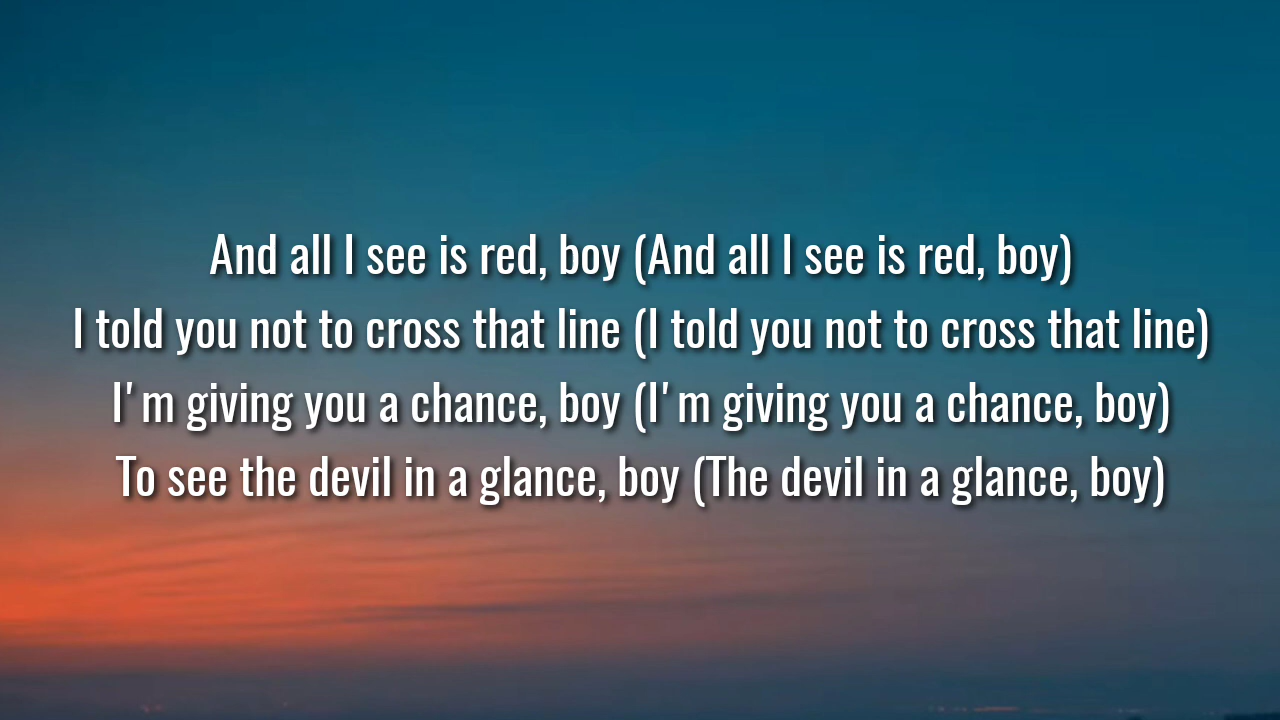 And all I see is red, boy (And all I see is red, boy)
I told you not to cross that line (I told you not to cross that line)
I'm giving you a chance, boy (I'm giving you a chance, boy)
To see the devil in a glance, boy (The devil in a glance, boy)